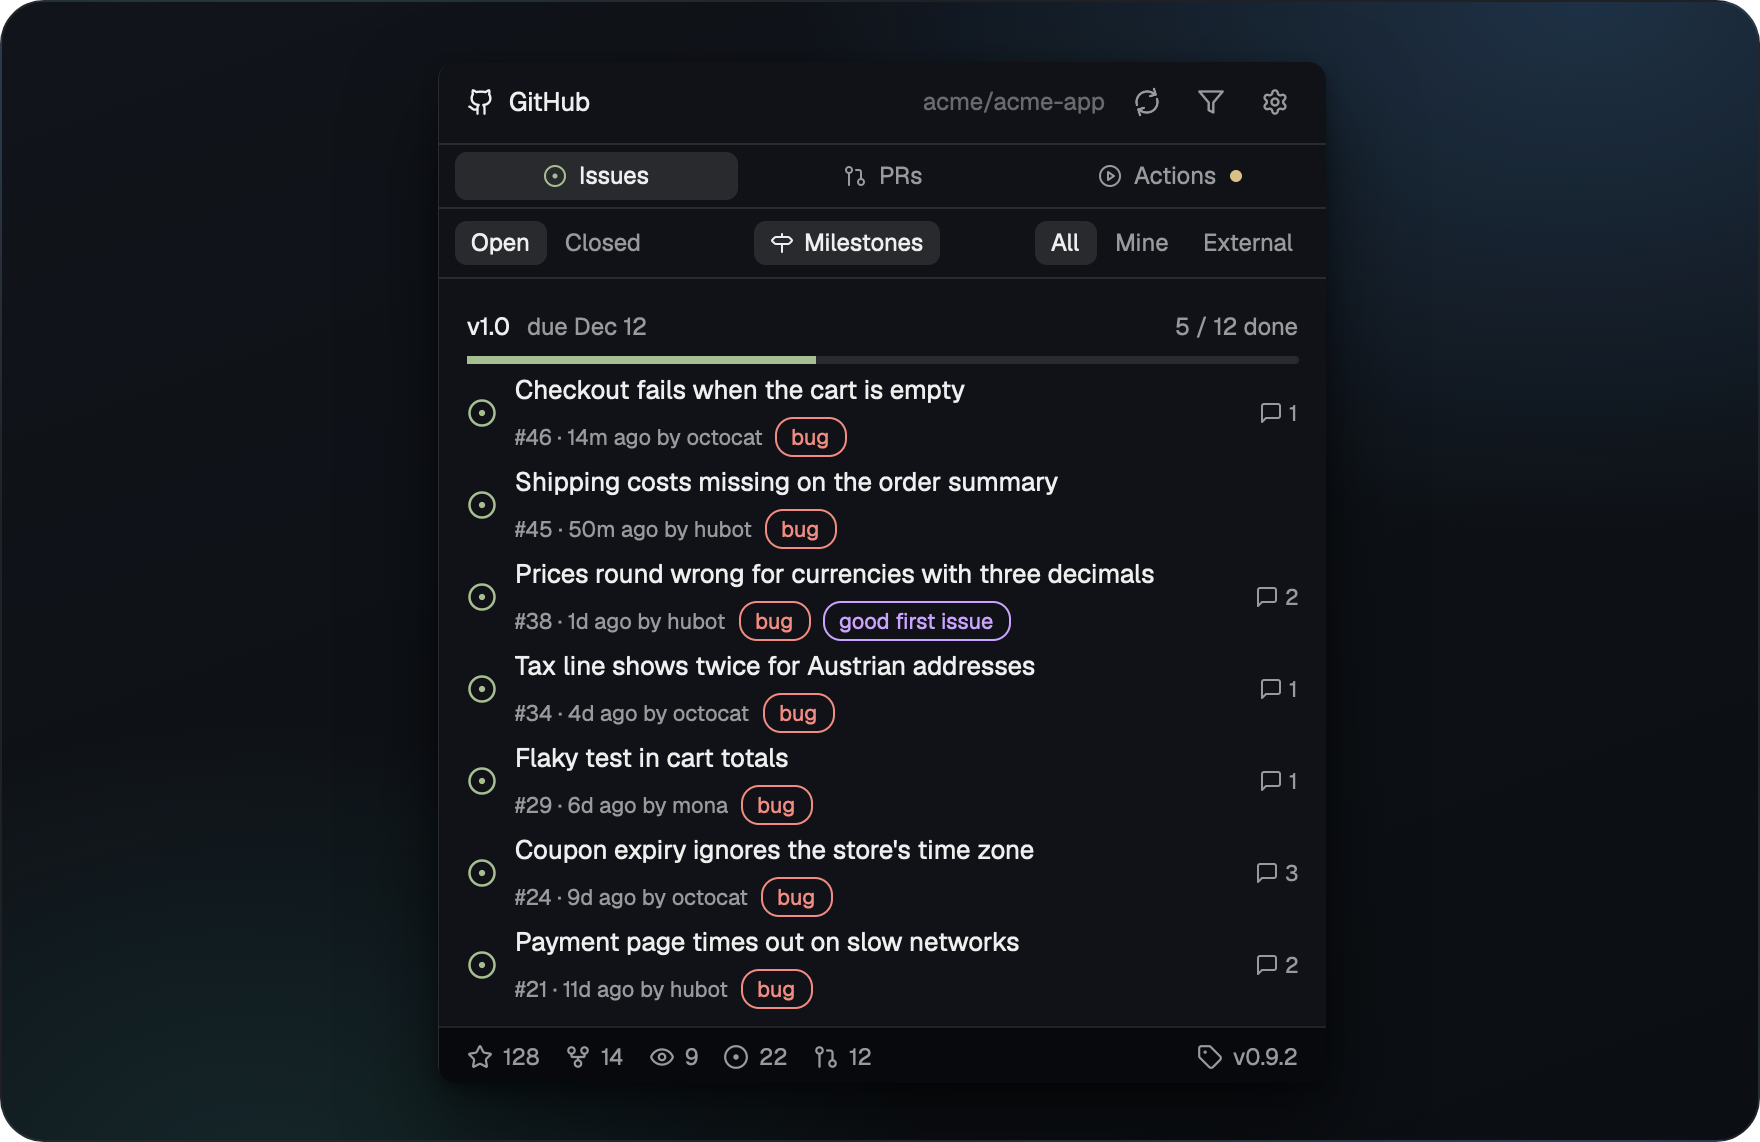 GitHub acme/acme-app
Issues PRs Actions
Open Closed Milestones All Mine External
v1.0 due Dec 12 5 / 12 done
Checkout fails when the cart is empty
#46 · 14m ago by octocat bug 1
Shipping costs missing on the order summary
#45 · 50m ago by hubot bug
Prices round wrong for currencies with three decimals
#38 · 1d ago by hubot bug good first issue 2
Tax line shows twice for Austrian addresses
#34 · 4d ago by octocat bug 1
Flaky test in cart totals
#29 · 6d ago by mona bug 1
Coupon expiry ignores the store's time zone
#24 · 9d ago by octocat bug 3
Payment page times out on slow networks
#21 · 11d ago by hubot bug 2
128 14 9 22 12 v0.9.2